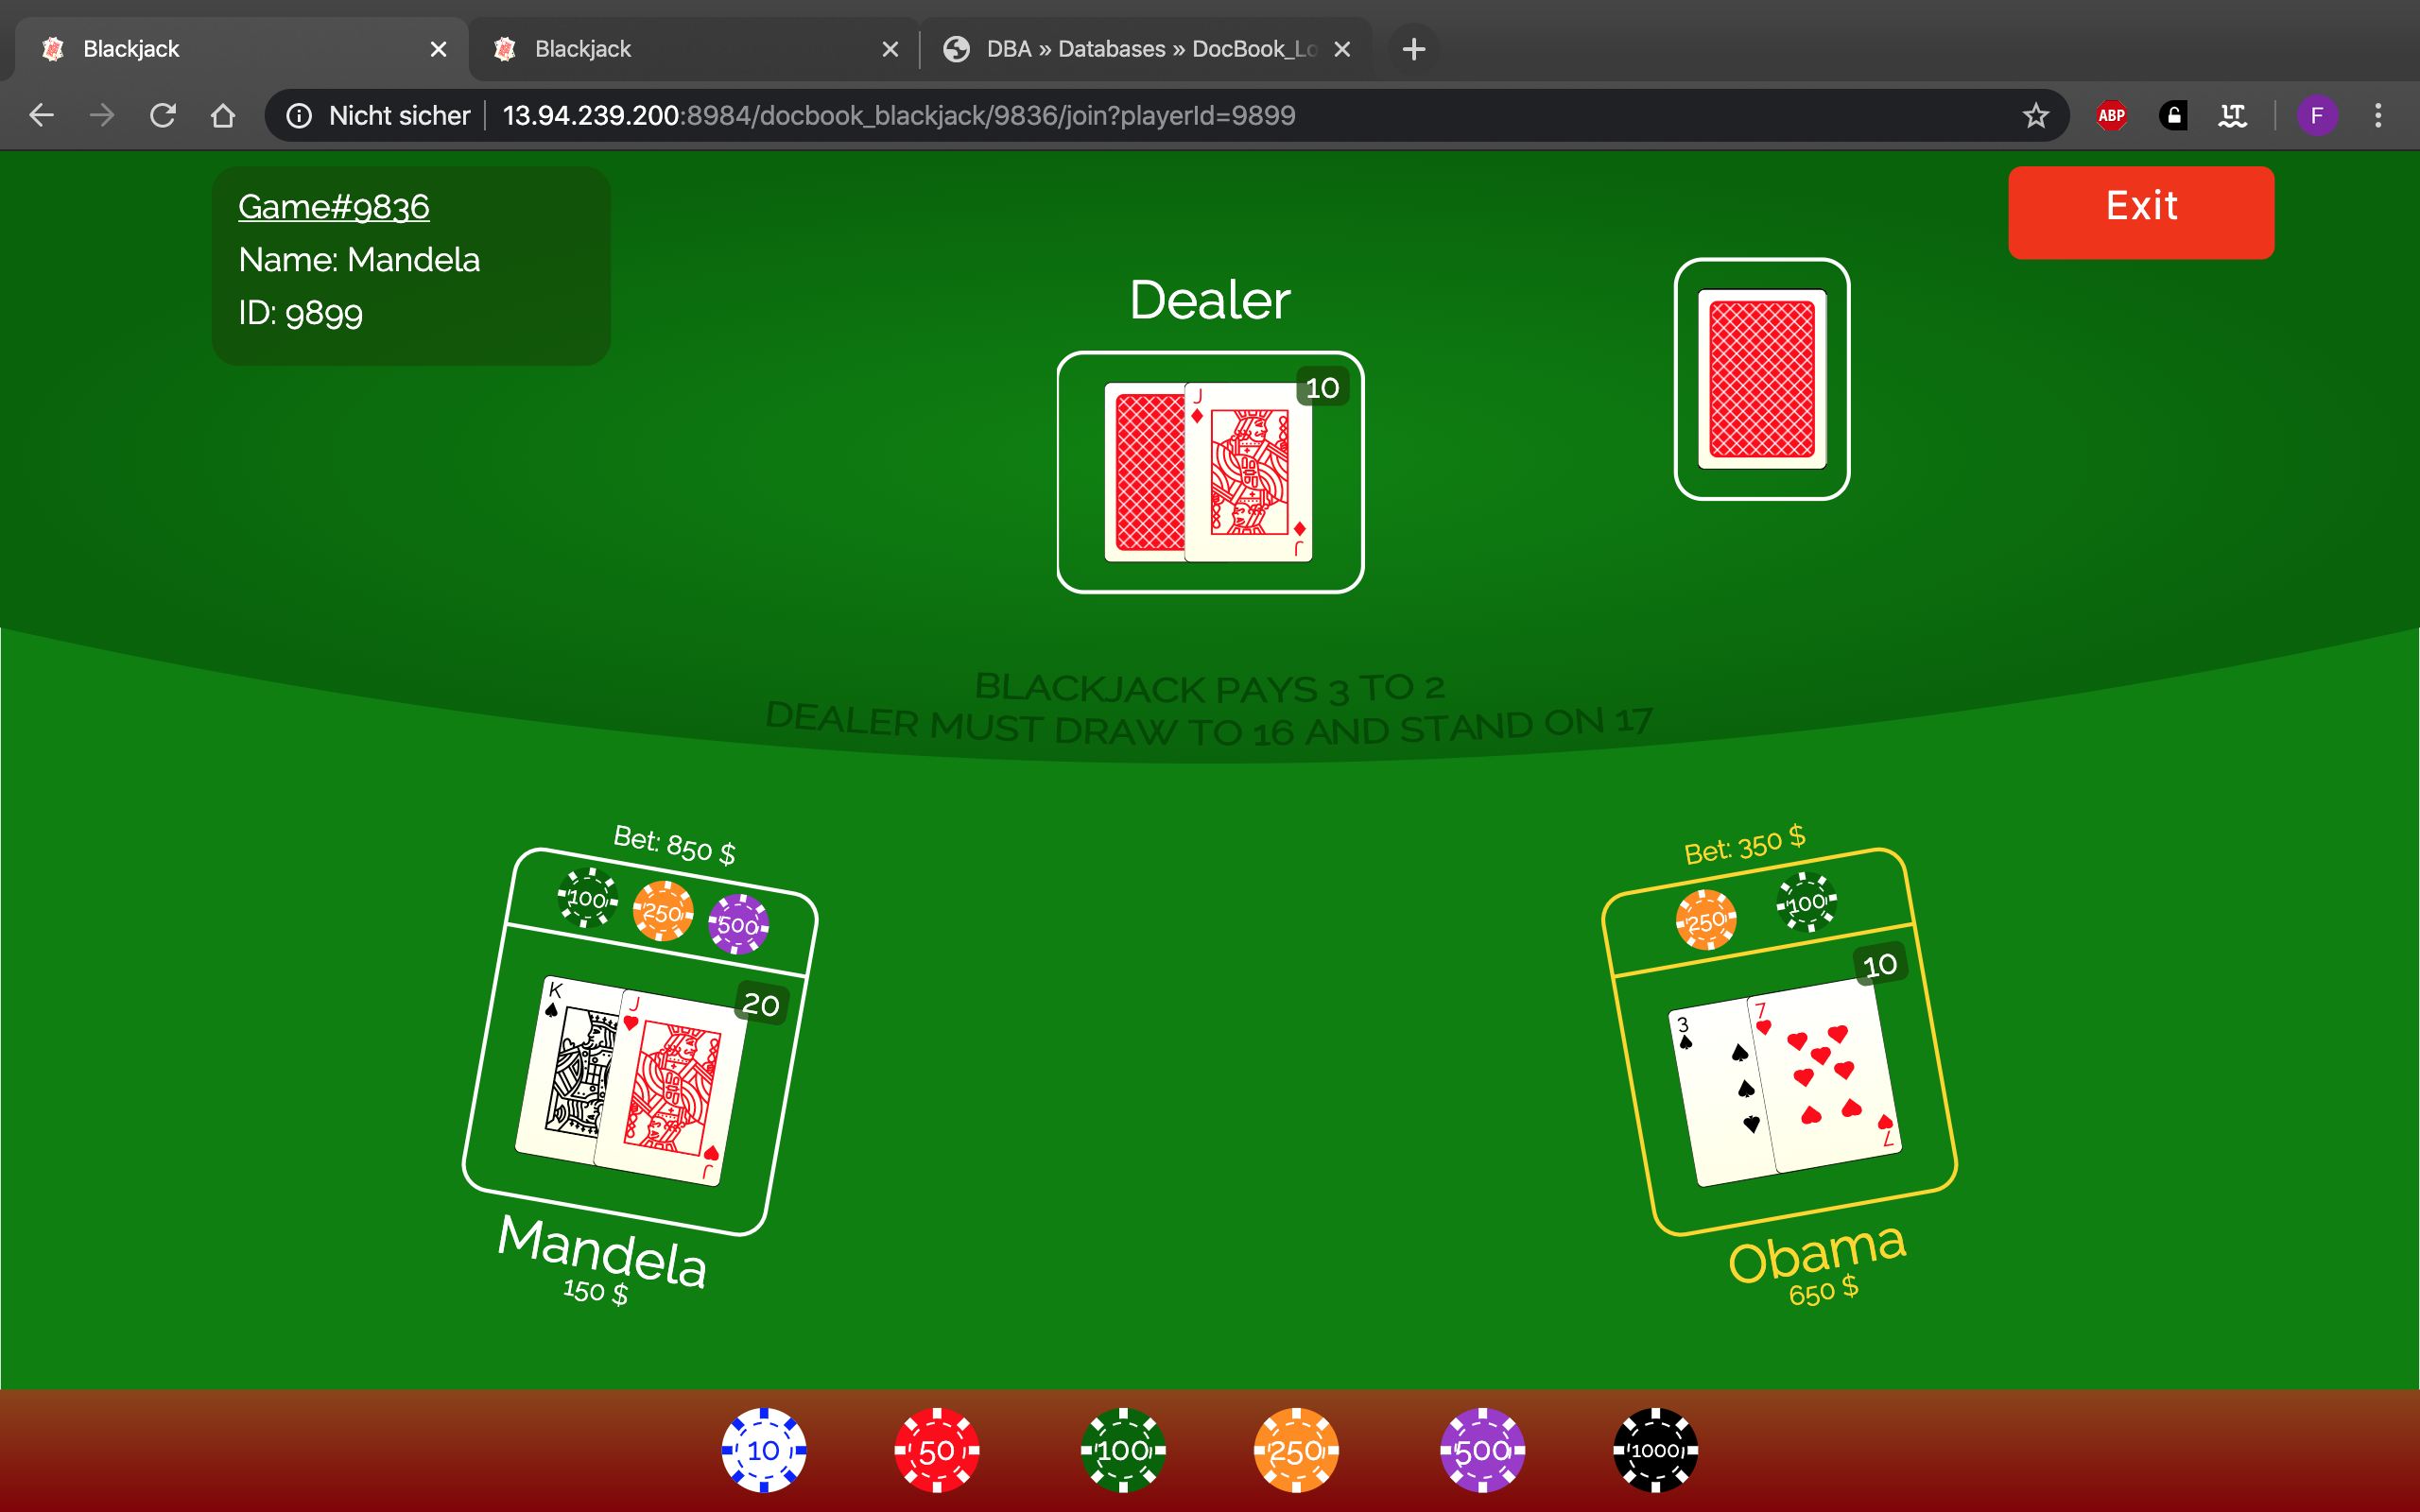 Blackjack
Blackjack
DBA » Databases » DocBook_Lo
Nicht sicher
13.94.239.200:8984/docbook_blackjack/9836/join?playerId=9899
ABP
LT
F
Game#9836
Name: Mandela
ID: 9899
Exit
Dealer
10
J
J
BLACKJACK PAYS 3 TO 2
DEALER MUST DRAW TO 16 AND STAND ON 17
Bet: 850 $
100
250
500
20
K
J
J
Mandela
150 $
Bet: 350 $
250
100
10
3
7
7
Obama
650 $
10
50
100
250
500
1000